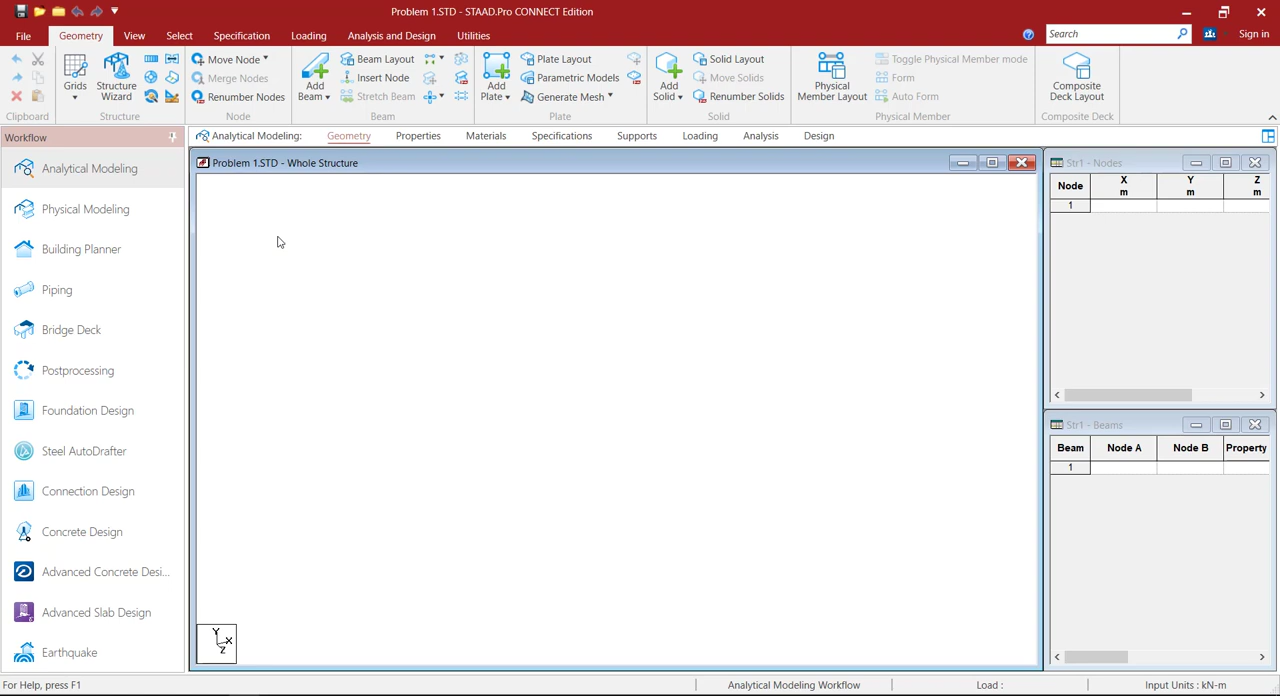 Problem 1.STD - STAAD.Pro CONNECT Edition
File Geometry View Select Specification Loading Analysis and Design Utilities Search Sign in
Grids
Structure Wizard
Structure
Clipboard
Move Node
Merge Nodes
Renumber Nodes
Node
Add Beam
Beam Layout
Insert Node
Stretch Beam
Beam
Add Plate
Plate Layout
Parametric Models
Generate Mesh
Plate
Add Solid
Solid Layout
Move Solids
Renumber Solids
Solid
Physical Member Layout
Toggle Physical Member mode
Form
Auto Form
Physical Member
Composite Deck Layout
Composite Deck
Workflow
Analytical Modeling: Geometry Properties Materials Specifications Supports Loading Analysis Design
Analytical Modeling
Physical Modeling
Building Planner
Piping
Bridge Deck
Postprocessing
Foundation Design
Steel AutoDrafter
Connection Design
Concrete Design
Advanced Concrete Desi...
Advanced Slab Design
Earthquake
Problem 1.STD - Whole Structure
Y
X
Z
Str1 - Nodes
Node X m Y m Z m
1
Str1 - Beams
Beam Node A Node B Property
1
For Help, press F1 Analytical Modeling Workflow Load : Input Units : kN-m